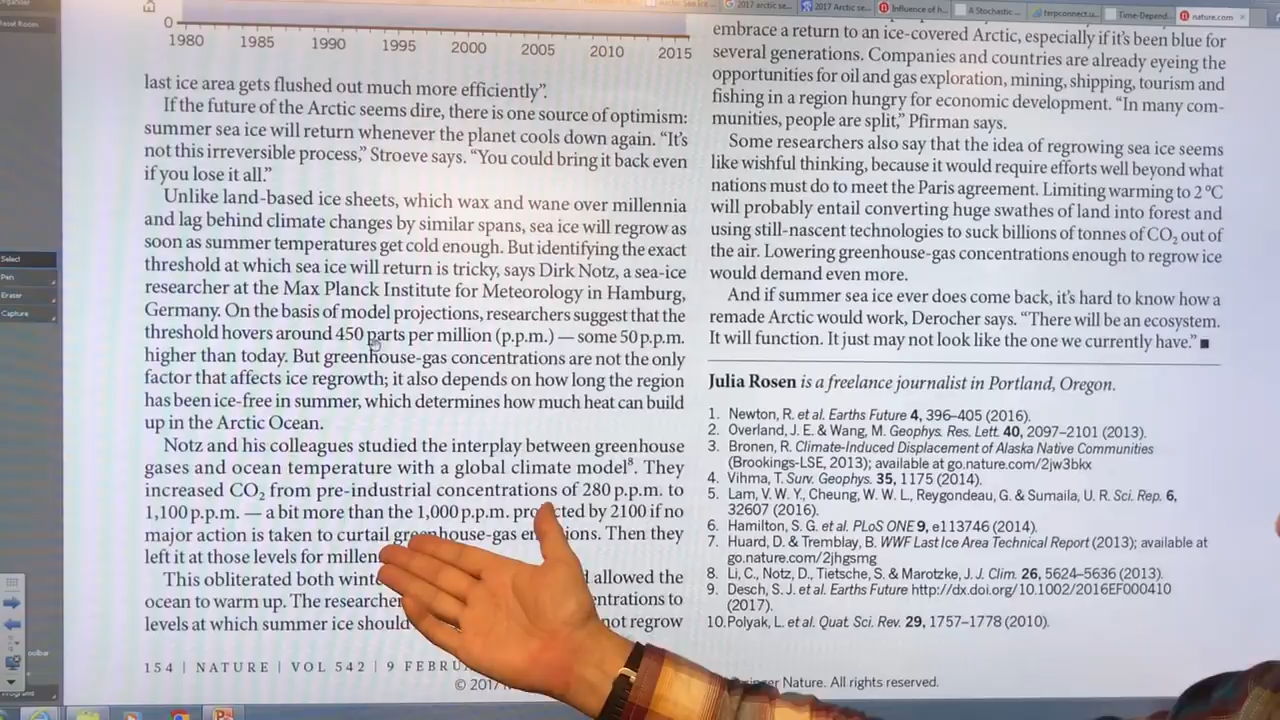 Reset Room
2017 arctic se...
2017 Arctic se...
Influence of h...
A Stochastic ...
terpconnect.u...
Time-Depend...
nature.com
0
1980 1985 1990 1995 2000 2005 2010 2015
last ice area gets flushed out much more efficiently”.
If the future of the Arctic seems dire, there is one source of optimism:
summer sea ice will return whenever the planet cools down again. “It’s
not this irreversible process,” Stroeve says. “You could bring it back even
if you lose it all.”
Unlike land-based ice sheets, which wax and wane over millennia
and lag behind climate changes by similar spans, sea ice will regrow as
soon as summer temperatures get cold enough. But identifying the exact
threshold at which sea ice will return is tricky, says Dirk Notz, a sea-ice
researcher at the Max Planck Institute for Meteorology in Hamburg,
Germany. On the basis of model projections, researchers suggest that the
threshold hovers around 450 parts per million (p.p.m.) — some 50 p.p.m.
higher than today. But greenhouse-gas concentrations are not the only
factor that affects ice regrowth; it also depends on how long the region
has been ice-free in summer, which determines how much heat can build
up in the Arctic Ocean.
Notz and his colleagues studied the interplay between greenhouse
gases and ocean temperature with a global climate model⁸. They
increased CO₂ from pre-industrial concentrations of 280 p.p.m. to
1,100 p.p.m. — a bit more than the 1,000 p.p.m. projected by 2100 if no
major action is taken to curtail greenhouse-gas emissions. Then they
left it at those levels for millen
This obliterated both wint allowed the
ocean to warm up. The researcher entrations to
levels at which summer ice should not regrow
154 | NATURE | VOL 542 | 9 FEBRU
© 2017
embrace a return to an ice-covered Arctic, especially if it’s been blue for
several generations. Companies and countries are already eyeing the
opportunities for oil and gas exploration, mining, shipping, tourism and
fishing in a region hungry for economic development. “In many com-
munities, people are split,” Pfirman says.
Some researchers also say that the idea of regrowing sea ice seems
like wishful thinking, because it would require efforts well beyond what
nations must do to meet the Paris agreement. Limiting warming to 2 °C
will probably entail converting huge swathes of land into forest and
using still-nascent technologies to suck billions of tonnes of CO₂ out of
the air. Lowering greenhouse-gas concentrations enough to regrow ice
would demand even more.
And if summer sea ice ever does come back, it’s hard to know how a
remade Arctic would work, Derocher says. “There will be an ecosystem.
It will function. It just may not look like the one we currently have.” ■
Julia Rosen is a freelance journalist in Portland, Oregon.
1. Newton, R. et al. Earths Future 4, 396–405 (2016).
2. Overland, J. E. & Wang, M. Geophys. Res. Lett. 40, 2097–2101 (2013).
3. Bronen, R. Climate-Induced Displacement of Alaska Native Communities
(Brookings-LSE, 2013); available at go.nature.com/2jw3bkx
4. Vihma, T. Surv. Geophys. 35, 1175 (2014).
5. Lam, V. W. Y., Cheung, W. W. L., Reygondeau, G. & Sumaila, U. R. Sci. Rep. 6,
32607 (2016).
6. Hamilton, S. G. et al. PLoS ONE 9, e113746 (2014).
7. Huard, D. & Tremblay, B. WWF Last Ice Area Technical Report (2013); available at
go.nature.com/2jhgsmg
8. Li, C., Notz, D., Tietsche, S. & Marotzke, J. J. Clim. 26, 5624–5636 (2013).
9. Desch, S. J. et al. Earths Future http://dx.doi.org/10.1002/2016EF000410
(2017).
10. Polyak, L. et al. Quat. Sci. Rev. 29, 1757–1778 (2010).
Nature. All rights reserved.
Select
Pen
Eraser
Capture